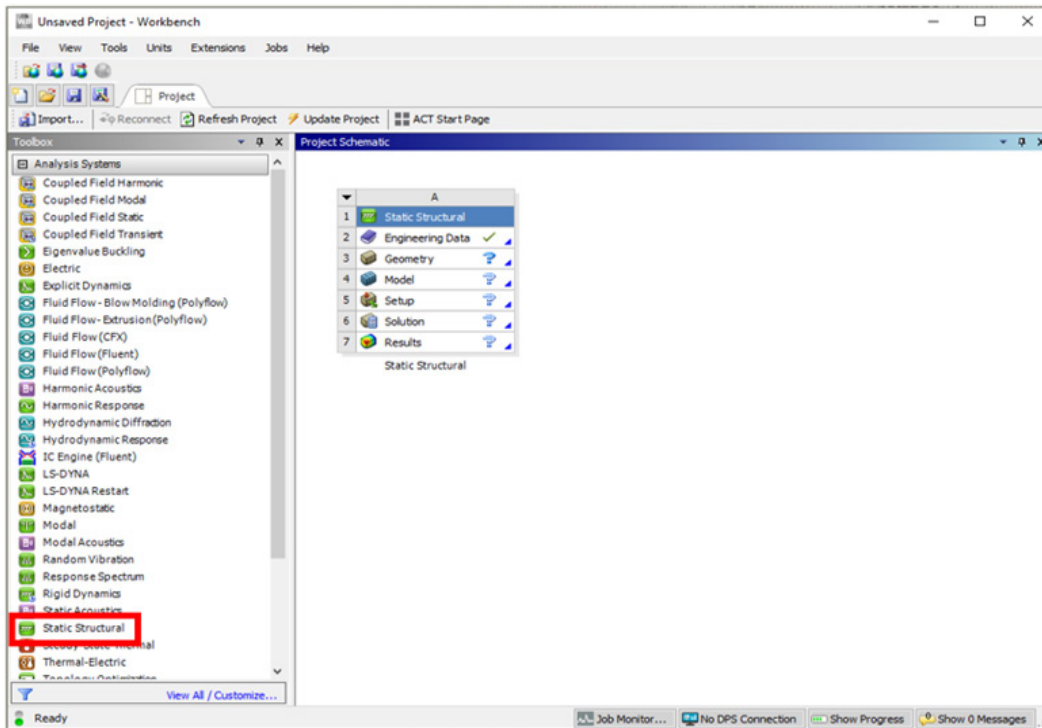 Unsaved Project - Workbench
File View Tools Units Extensions Jobs Help
Project
Import... Reconnect Refresh Project Update Project ACT Start Page
Toolbox
Project Schematic
Analysis Systems
Coupled Field Harmonic
Coupled Field Modal
Coupled Field Static
Coupled Field Transient
Eigenvalue Buckling
Electric
Explicit Dynamics
Fluid Flow - Blow Molding (Polyflow)
Fluid Flow- Extrusion (Polyflow)
Fluid Flow (CFX)
Fluid Flow (Fluent)
Fluid Flow (Polyflow)
Harmonic Acoustics
Harmonic Response
Hydrodynamic Diffraction
Hydrodynamic Response
IC Engine (Fluent)
LS-DYNA
LS-DYNA Restart
Magnetostatic
Modal
Modal Acoustics
Random Vibration
Response Spectrum
Rigid Dynamics
Static Acoustics
Static Structural
Steady-State Thermal
Thermal-Electric
Topology Optimization
View All / Customize...
A
1 Static Structural
2 Engineering Data
3 Geometry ?
4 Model ?
5 Setup ?
6 Solution ?
7 Results ?
Static Structural
Ready
Job Monitor... No DPS Connection Show Progress Show 0 Messages